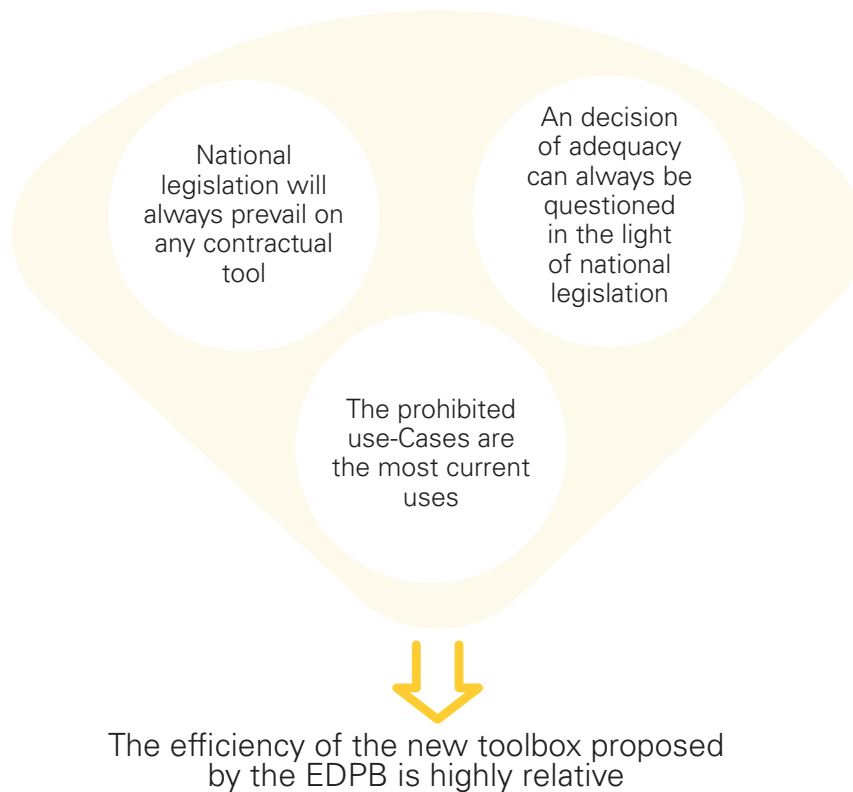 National
legislation will
always prevail on
any contractual
tool
An decision
of adequacy
can always be
questioned
in the light
of national
legislation
The prohibited
use-Cases are
the most current
uses
The efficiency of the new toolbox proposed
by the EDPB is highly relative